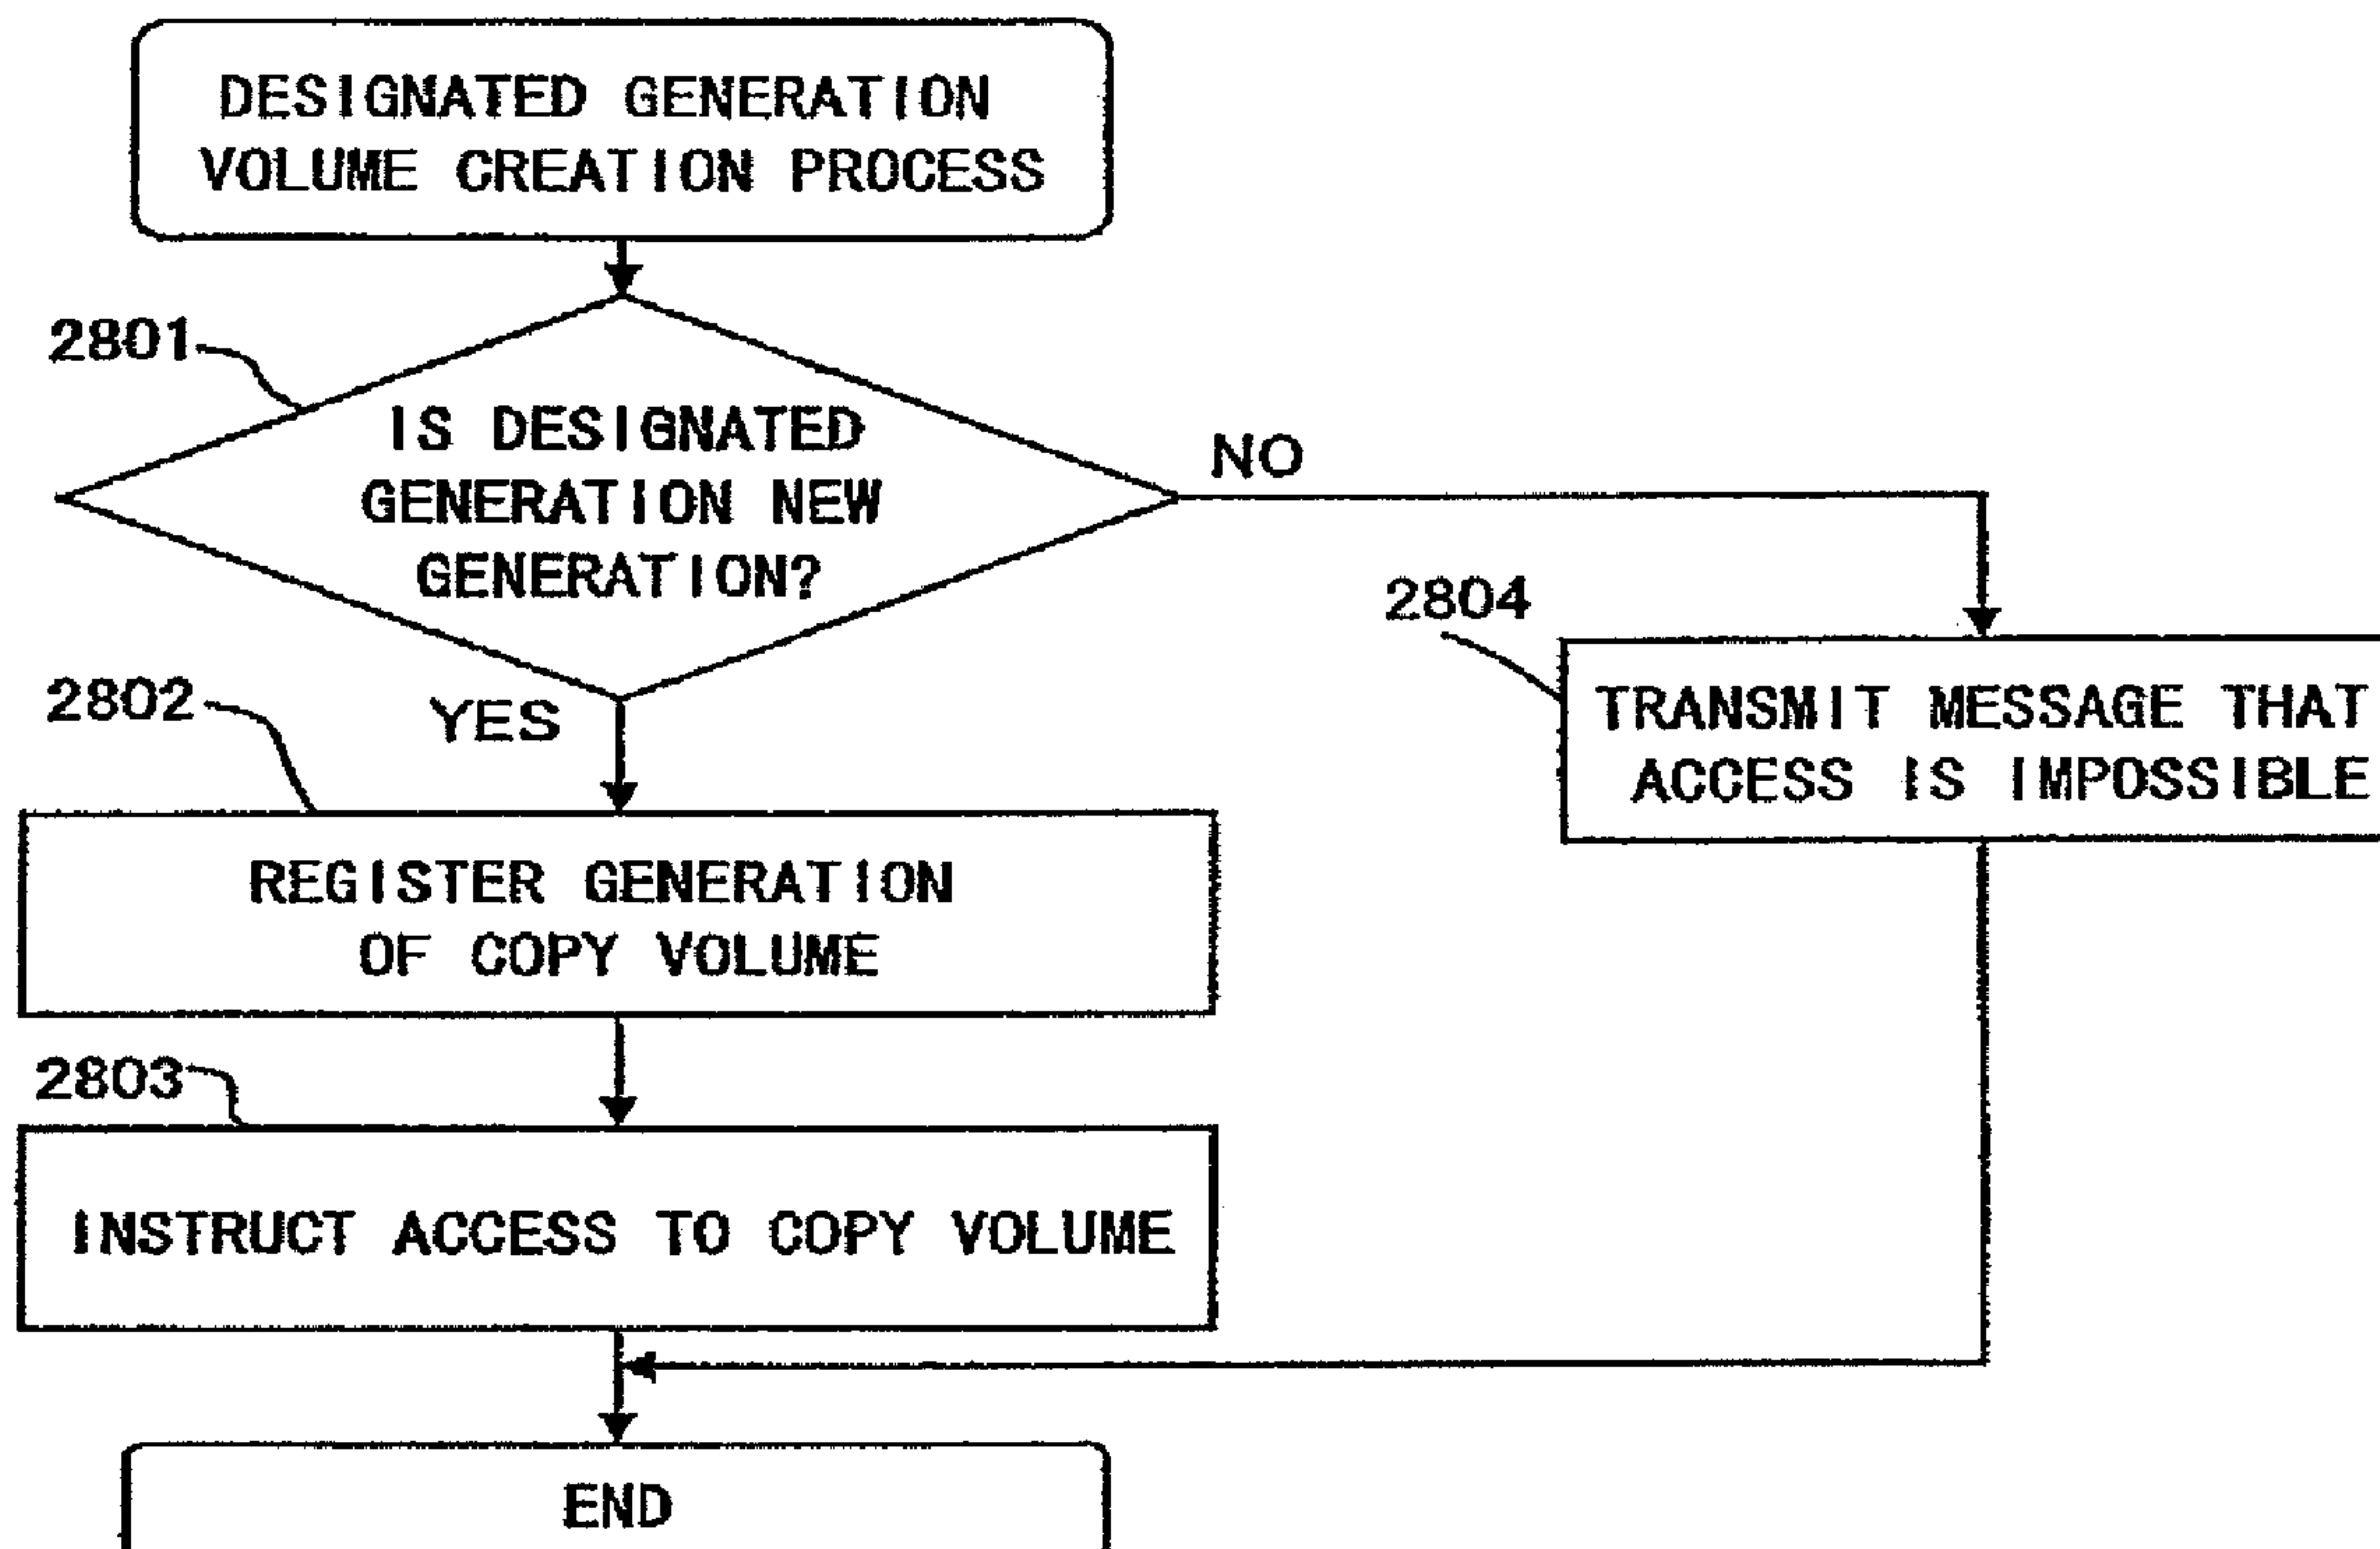 DESIGNATED GENERATION
VOLUME CREATION PROCESS
2801
IS DESIGNATED
GENERATION NEW
GENERATION?
NO
YES
2804
TRANSMIT MESSAGE THAT
ACCESS IS IMPOSSIBLE
2802
REGISTER GENERATION
OF COPY VOLUME
2803
INSTRUCT ACCESS TO COPY VOLUME
END